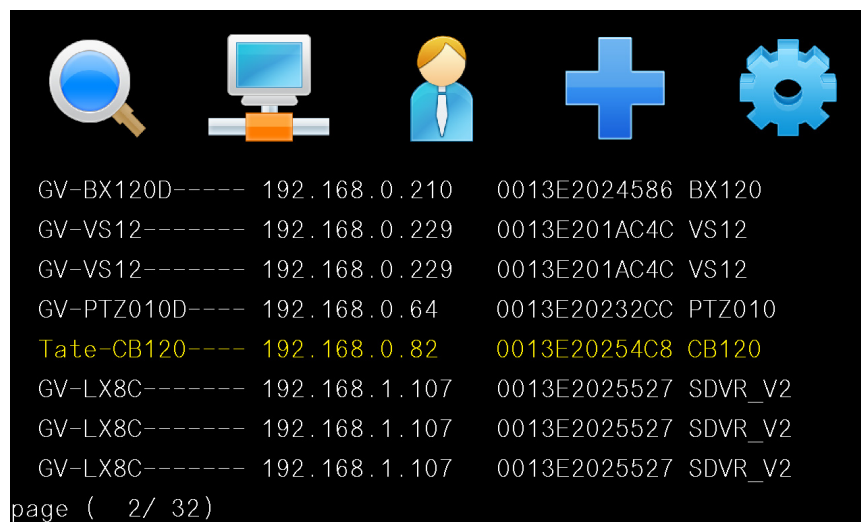 GV-BX120D----- 192.168.0.210 0013E2024586 BX120
GV-VS12------- 192.168.0.229 0013E201AC4C VS12
GV-VS12------- 192.168.0.229 0013E201AC4C VS12
GV-PTZ010D---- 192.168.0.64 0013E20232CC PTZ010
Tate-CB120---- 192.168.0.82 0013E20254C8 CB120
GV-LX8C------- 192.168.1.107 0013E2025527 SDVR_V2
GV-LX8C------- 192.168.1.107 0013E2025527 SDVR_V2
GV-LX8C------- 192.168.1.107 0013E2025527 SDVR_V2
page ( 2/ 32)